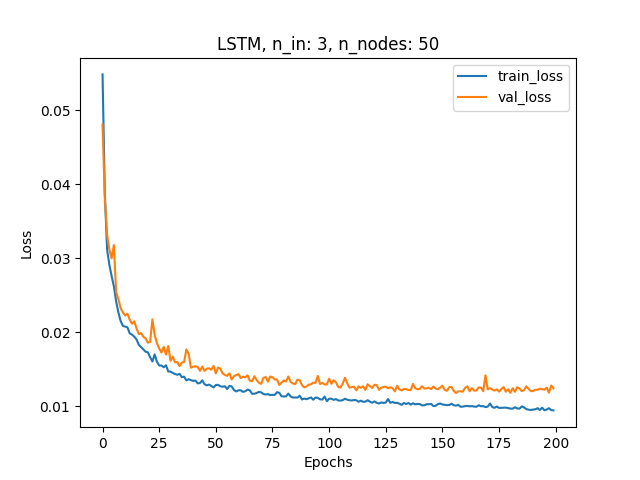 LSTM, n_in: 3, n_nodes: 50
train_loss
val_loss
Loss
0.05
0.04
0.03
0.02
0.01
0 25 50 75 100 125 150 175 200
Epochs